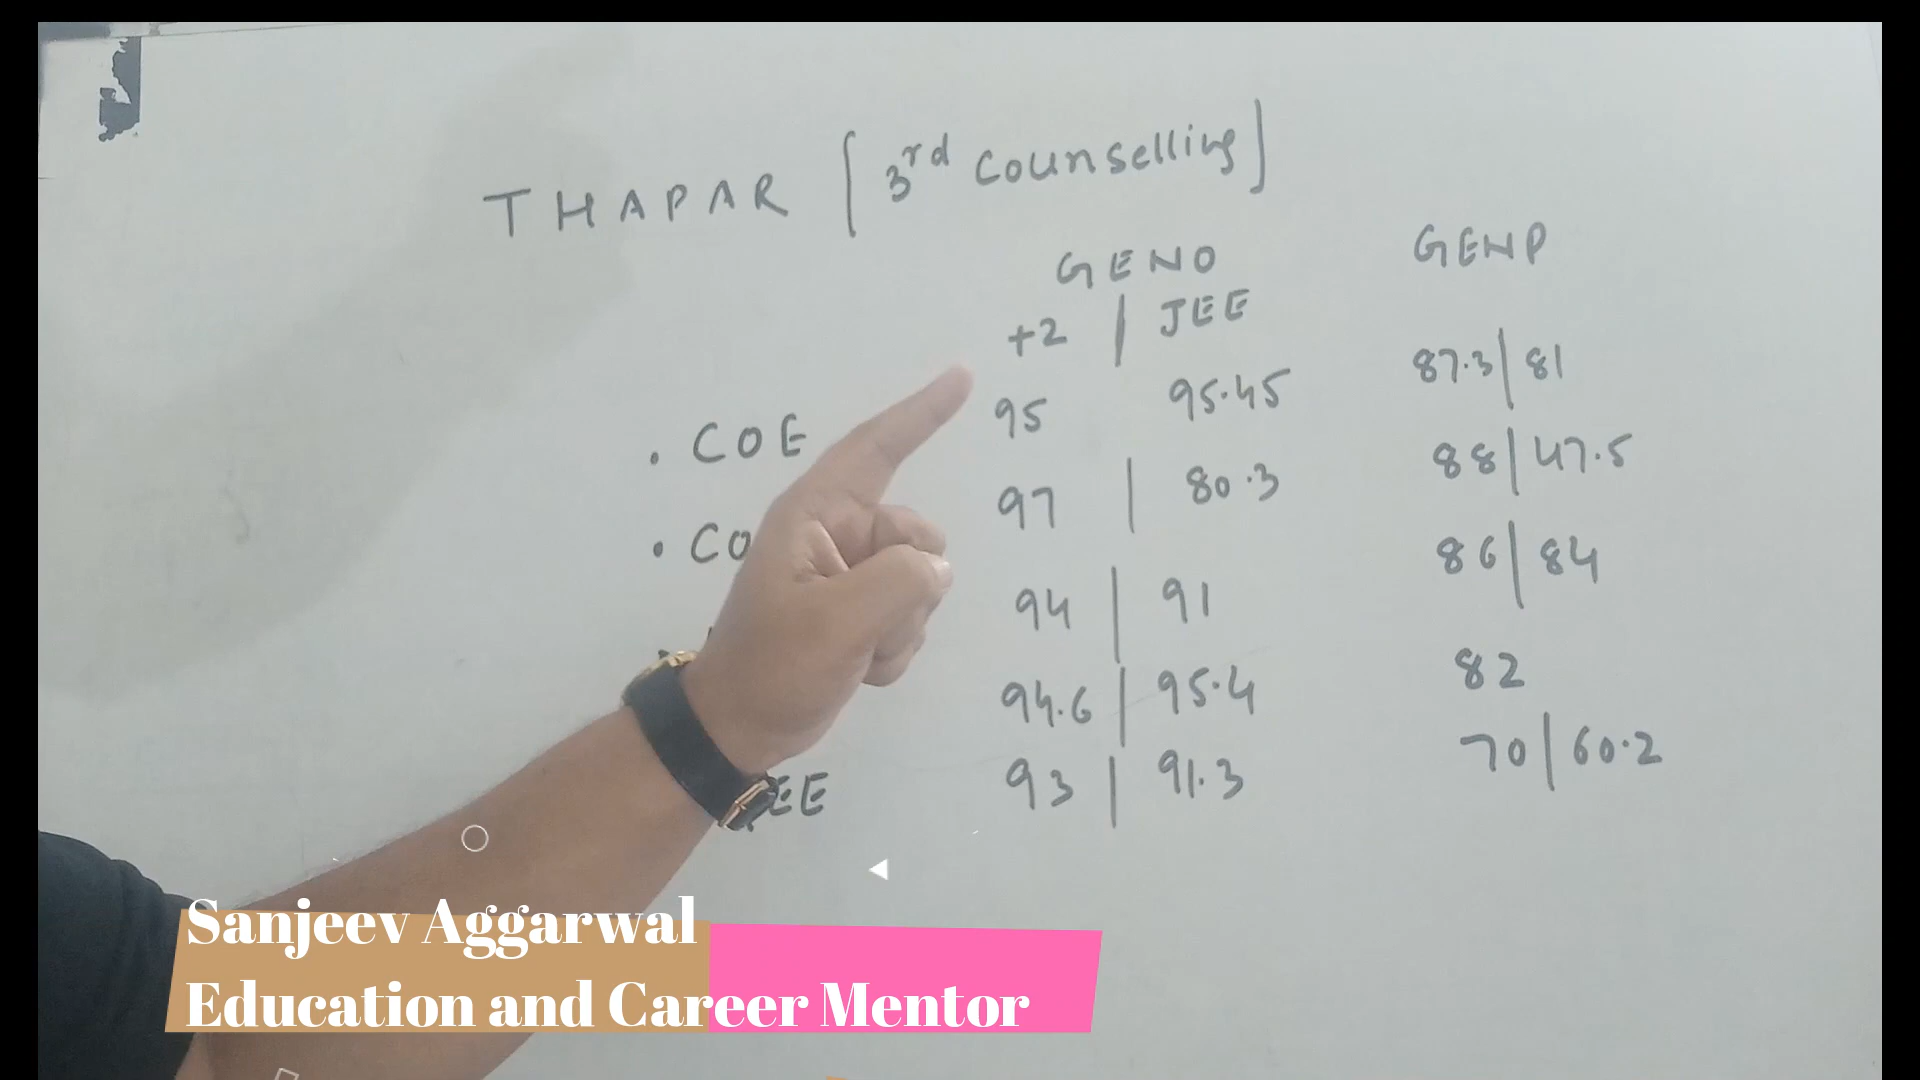 THAPAR [3rd Counselling]
GENO GENP
+2 | JEE
. COE 95 95.45 87.3 | 81
. CO 97 | 80.3 88 | 47.5
94 | 91 86 | 84
94.6 | 95.4 82
EE 93 | 91.3 70 | 60.2
Sanjeev Aggarwal
Education and Career Mentor